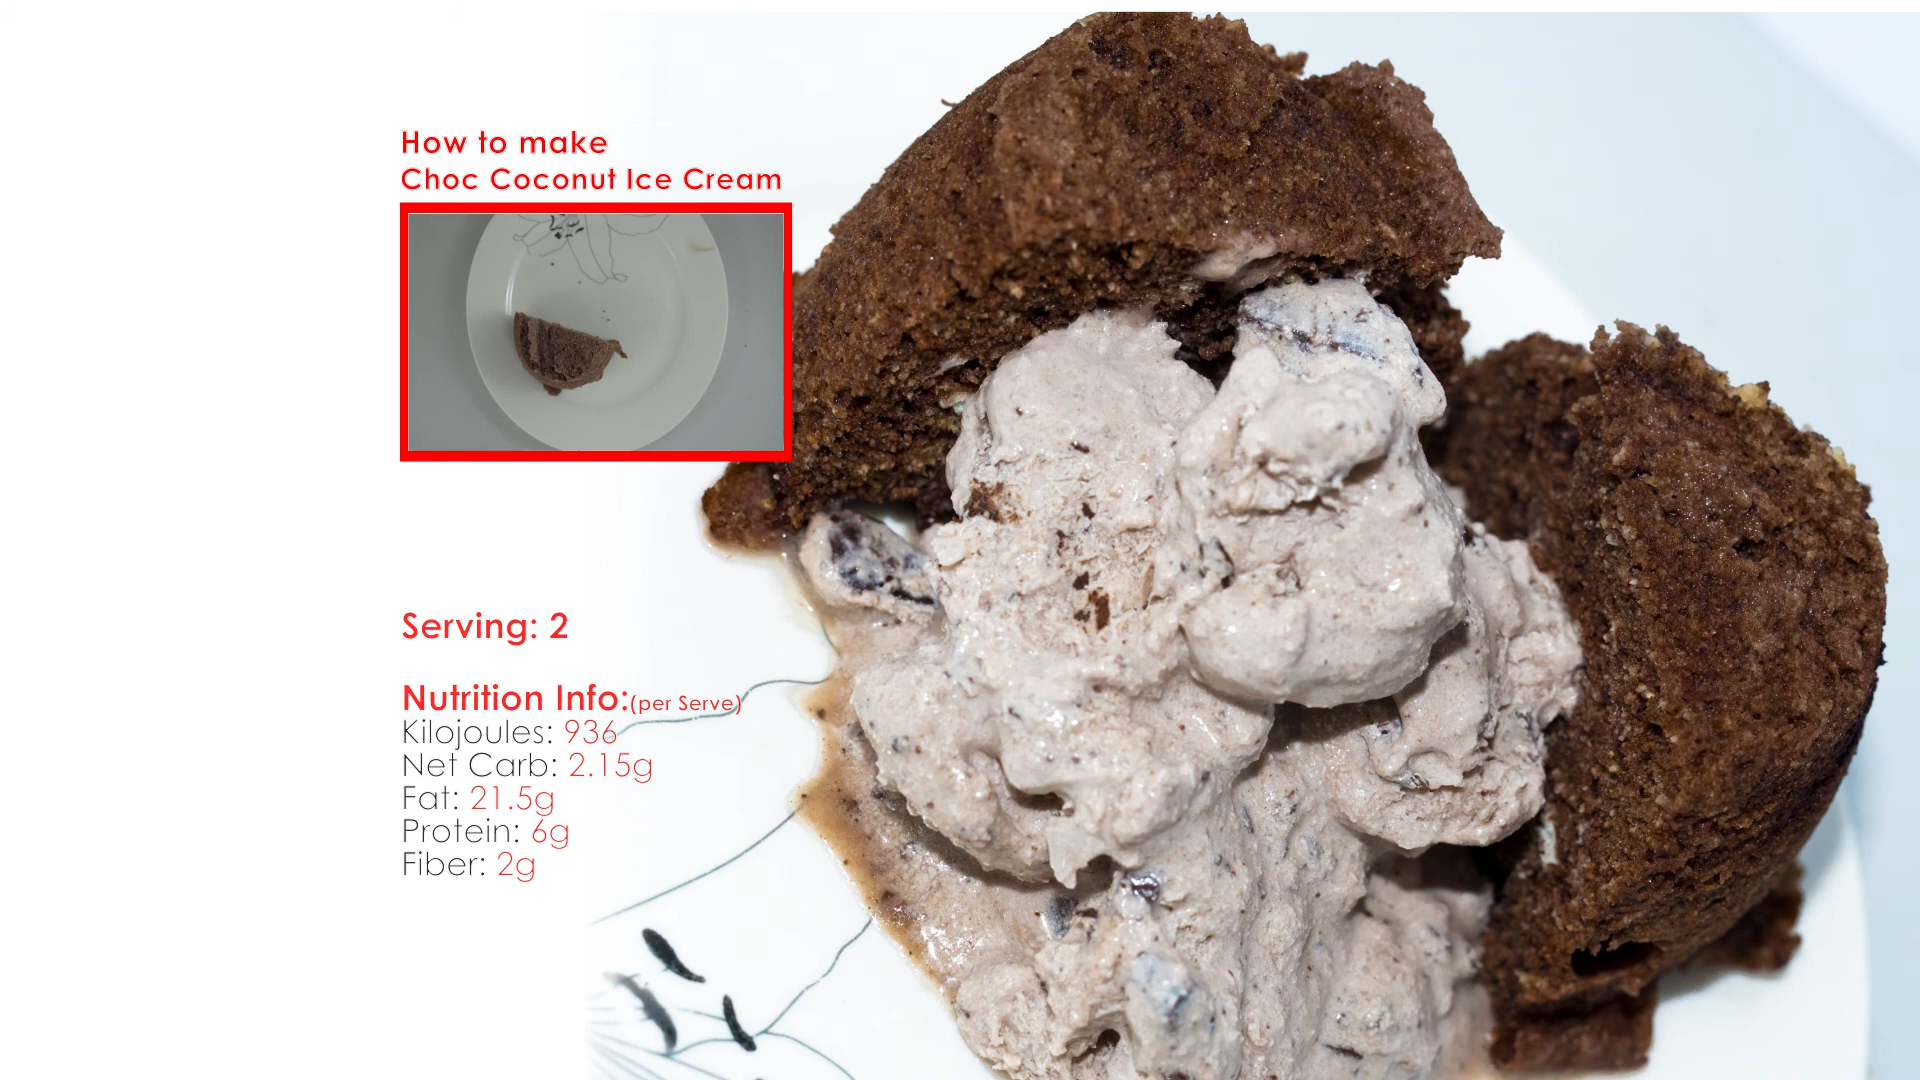 How to make
Choc Coconut Ice Cream
Serving: 2
Nutrition Info:(per Serve)
Kilojoules: 936
Net Carb: 2.15g
Fat: 21.5g
Protein: 6g
Fiber: 2g